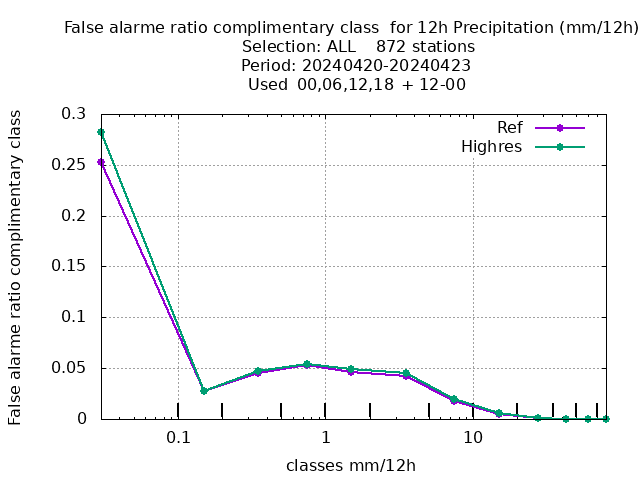 False alarme ratio complimentary class  for 12h Precipitation (mm/12h)
Selection: ALL    872 stations
Period: 20240420-20240423
Used  00,06,12,18  + 12-00
False alarme ratio complimentary class
0.3
0.25
0.2
0.15
0.1
0.05
0
Ref
Highres
0.1
1
10
classes mm/12h